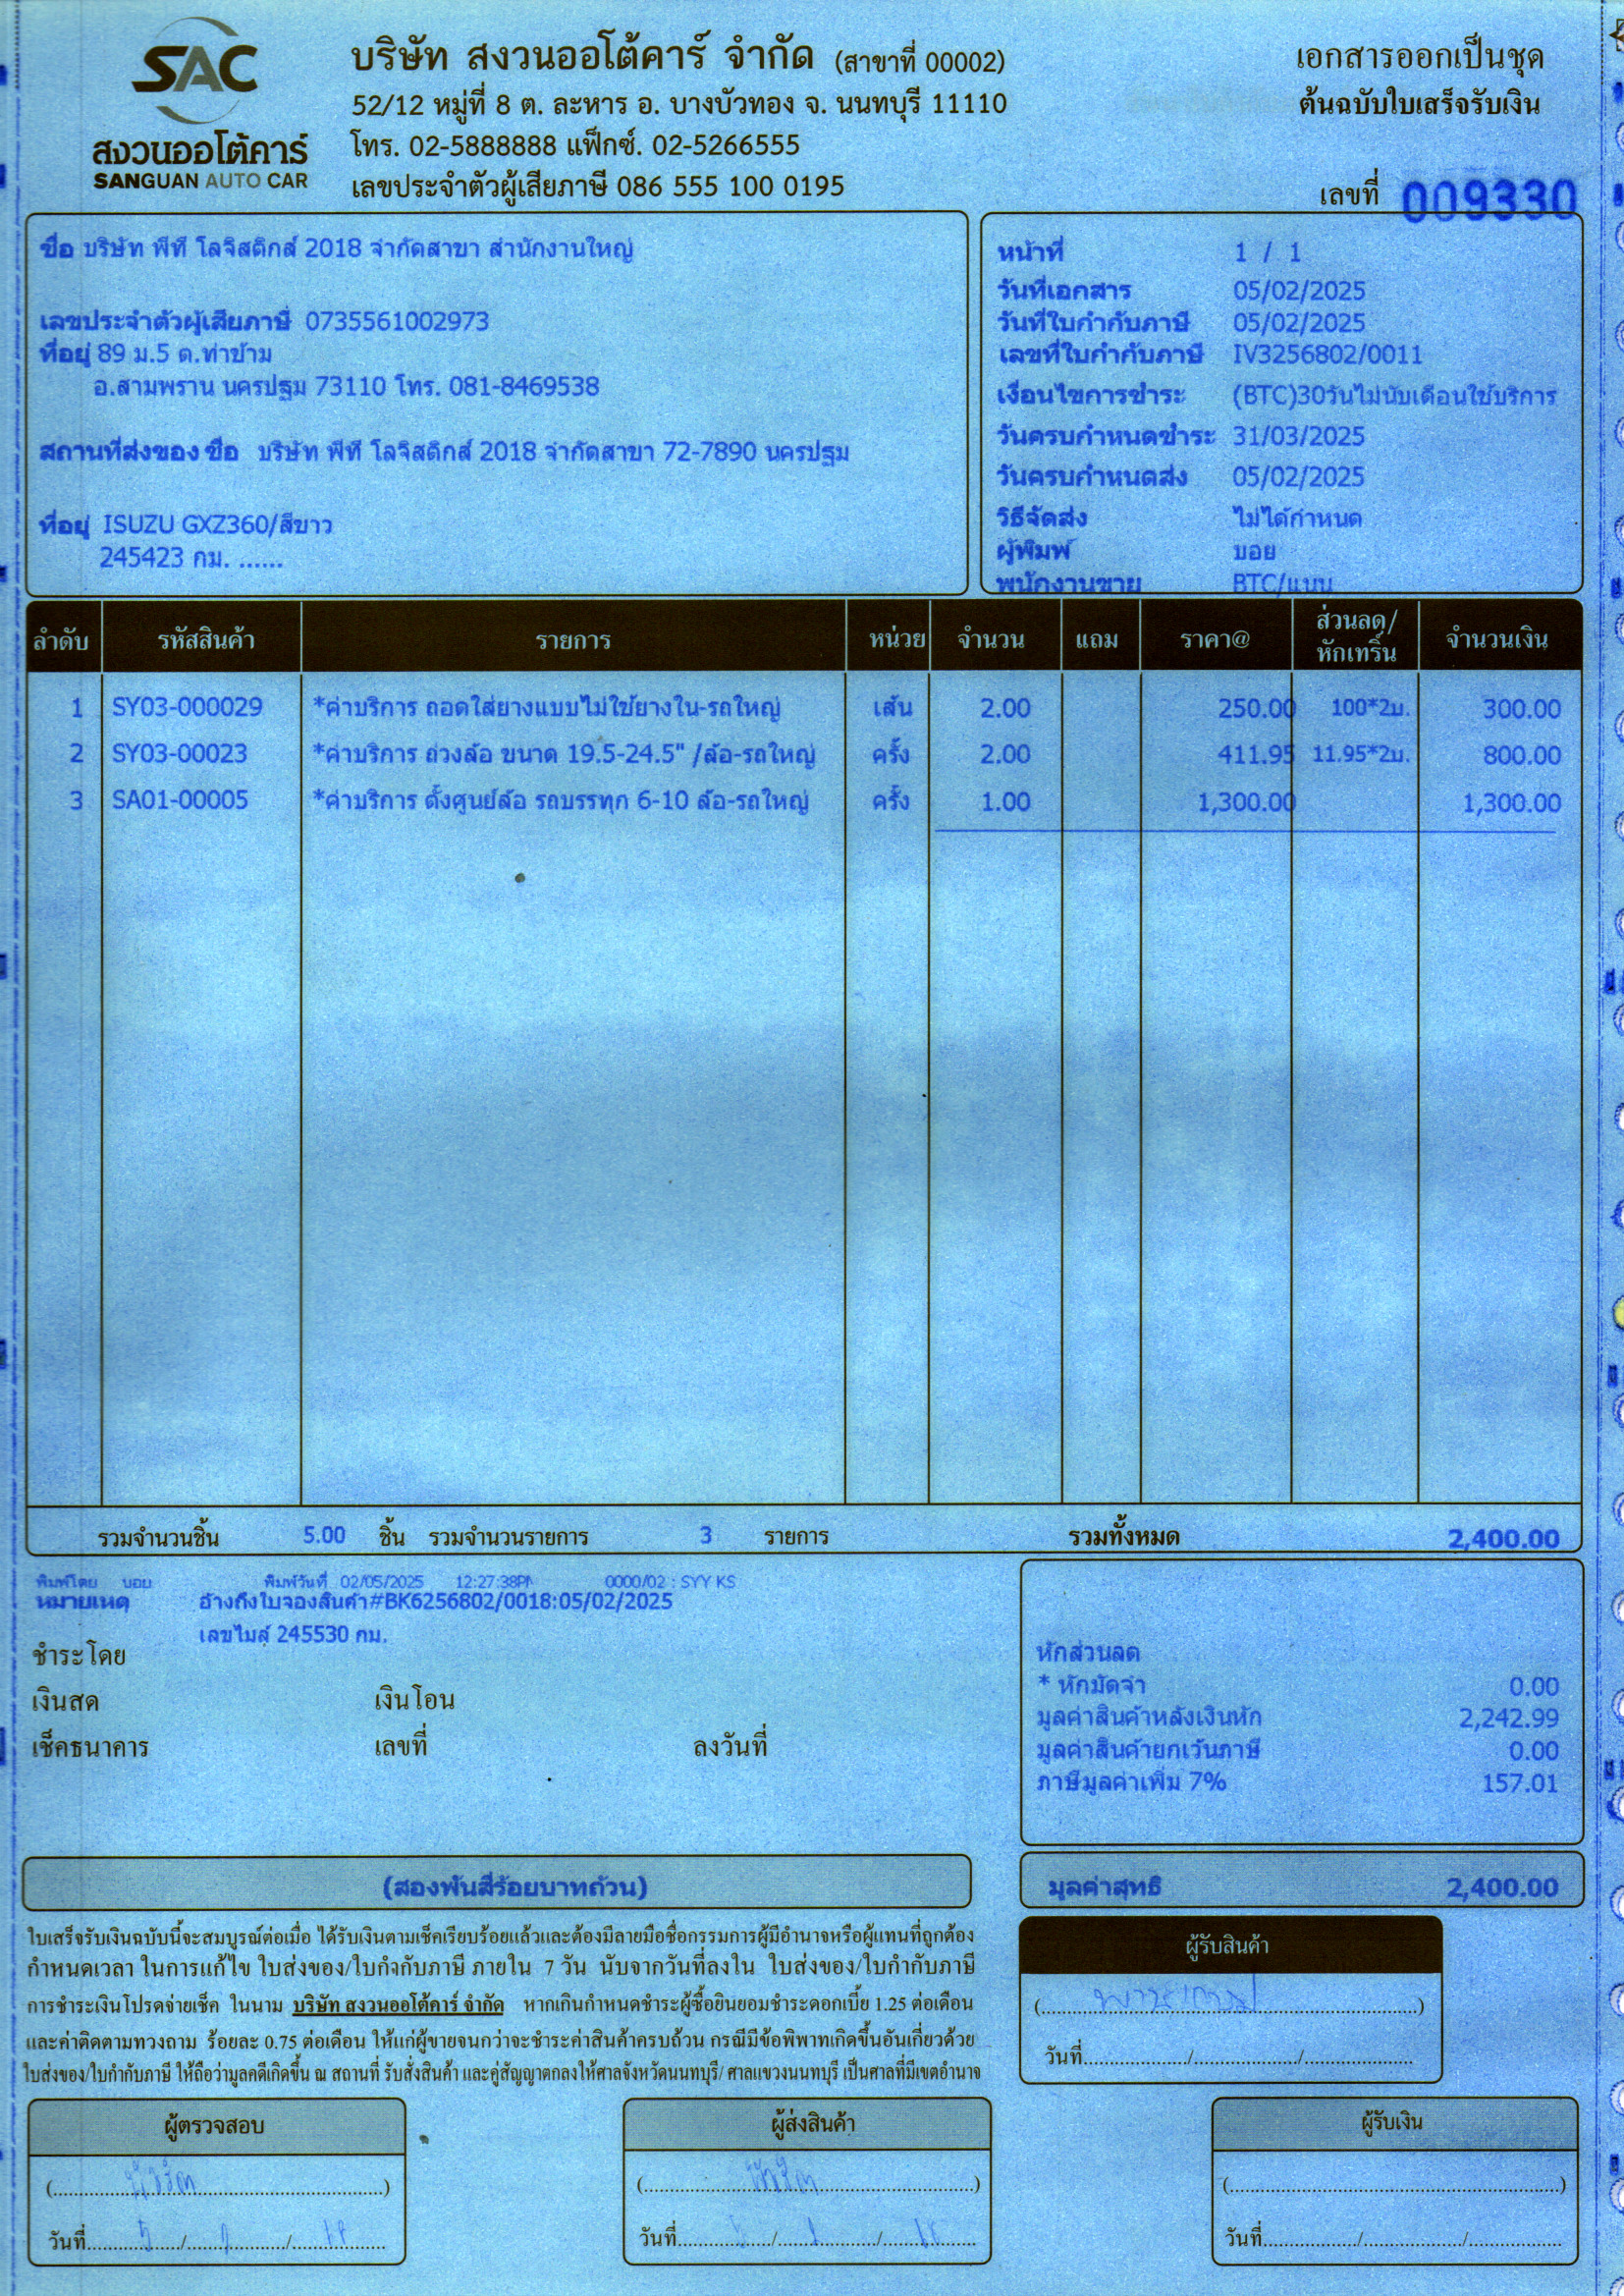 SAC
สงวนออโต้คาร์
SANGUAN AUTO CAR
บริษัท สงวนออโต้คาร์ จำกัด (สาขาที่ 00002)
52/12 หมู่ที่ 8 ต. ละหาร อ. บางบัวทอง จ. นนทบุรี 11110
โทร. 02-5888888 แฟ็กซ์. 02-5266555
เลขประจำตัวผู้เสียภาษี 086 555 100 0195
เอกสารออกเป็นชุด
ต้นฉบับใบเสร็จรับเงิน
เลขที่ 009330
ชื่อ บริษัท พีที โลจิสติกส์ 2018 จำกัดสาขา สำนักงานใหญ่
เลขประจำตัวผู้เสียภาษี 0735561002973
ที่อยู่ 89 ม.5 ต.ท่าข้าม
อ.สามพราน นครปฐม 73110 โทร. 081-8469538
สถานที่ส่งของ ชื่อ บริษัท พีที โลจิสติกส์ 2018 จำกัดสาขา 72-7890 นครปฐม
ที่อยู่ ISUZU GXZ360/สีขาว
245423 กม. ......
หน้าที่ 1 / 1
วันที่เอกสาร 05/02/2025
วันที่ใบกำกับภาษี 05/02/2025
เลขที่ใบกำกับภาษี IV3256802/0011
เงื่อนไขการชำระ (BTC)30วันไม่นับเดือนใช้บริการ
วันครบกำหนดชำระ 31/03/2025
วันครบกำหนดส่ง 05/02/2025
วิธีจัดส่ง ไม่ได้กำหนด
ผู้พิมพ์ บอย
พนักงานขาย BTC/แบน
ลำดับ รหัสสินค้า รายการ หน่วย จำนวน แถม ราคา@ ส่วนลด/หักเทริ์น จำนวนเงิน
1 SY03-000029 *ค่าบริการ ถอดใส่ยางแบบไม่ใช้ยางใน-รถใหญ่ เส้น 2.00 250.00 100*2บ. 300.00
2 SY03-00023 *ค่าบริการ ถ่วงล้อ ขนาด 19.5-24.5" /ล้อ-รถใหญ่ ครั้ง 2.00 411.95 11.95*2บ. 800.00
3 SA01-00005 *ค่าบริการ ตั้งศูนย์ล้อ รถบรรทุก 6-10 ล้อ-รถใหญ่ ครั้ง 1.00 1,300.00 1,300.00
รวมจำนวนชิ้น 5.00 ชิ้น รวมจำนวนรายการ 3 รายการ รวมทั้งหมด 2,400.00
พิมพ์โดย บอย พิมพ์วันที่ 02/05/2025 12:27:38PM 0000/02 : SYY KS
หมายเหตุ อ้างถึงใบจองสินค้า#BK6256802/0018:05/02/2025
เลขไมล์ 245530 กม.
ชำระโดย
เงินสด เงินโอน
เช็คธนาคาร เลขที่ ลงวันที่
หักส่วนลด
* หักมัดจำ 0.00
มูลค่าสินค้าหลังเงินหัก 2,242.99
มูลค่าสินค้ายกเว้นภาษี 0.00
ภาษีมูลค่าเพิ่ม 7% 157.01
(สองพันสี่ร้อยบาทถ้วน)
มูลค่าสุทธิ 2,400.00
ใบเสร็จรับเงินฉบับนี้จะสมบูรณ์ต่อเมื่อ ได้รับเงินตามเช็คเรียบร้อยแล้วและต้องมีลายมือชื่อกรรมการผู้มีอำนาจหรือผู้แทนที่ถูกต้อง
กำหนดเวลา ในการแก้ไข ใบส่งของ/ใบกำกับภาษี ภายใน 7 วัน นับจากวันที่ลงใน ใบส่งของ/ใบกำกับภาษี
การชำระเงินโปรดจ่ายเช็ค ในนาม บริษัท สงวนออโต้คาร์ จำกัด หากเกินกำหนดชำระผู้ซื้อยินยอมชำระดอกเบี้ย 1.25 ต่อเดือน
และค่าติดตามทวงถาม ร้อยละ 0.75 ต่อเดือน ให้แก่ผู้ขายจนกว่าจะชำระค่าสินค้าครบถ้วน กรณีมีข้อพิพาทเกิดขึ้นอันเกี่ยวด้วย
ใบส่งของ/ใบกำกับภาษี ให้ถือว่ามูลคดีเกิดขึ้น ณ สถานที่ รับสั่งสินค้า และคู่สัญญาตกลงให้ศาลจังหวัดนนทบุรี/ ศาลแขวงนนทบุรี เป็นศาลที่มีเขตอำนาจ
ผู้รับสินค้า
วันที่ / /
ผู้ตรวจสอบ
วันที่ / /
ผู้ส่งสินค้า
วันที่ / /
ผู้รับเงิน
วันที่ / /